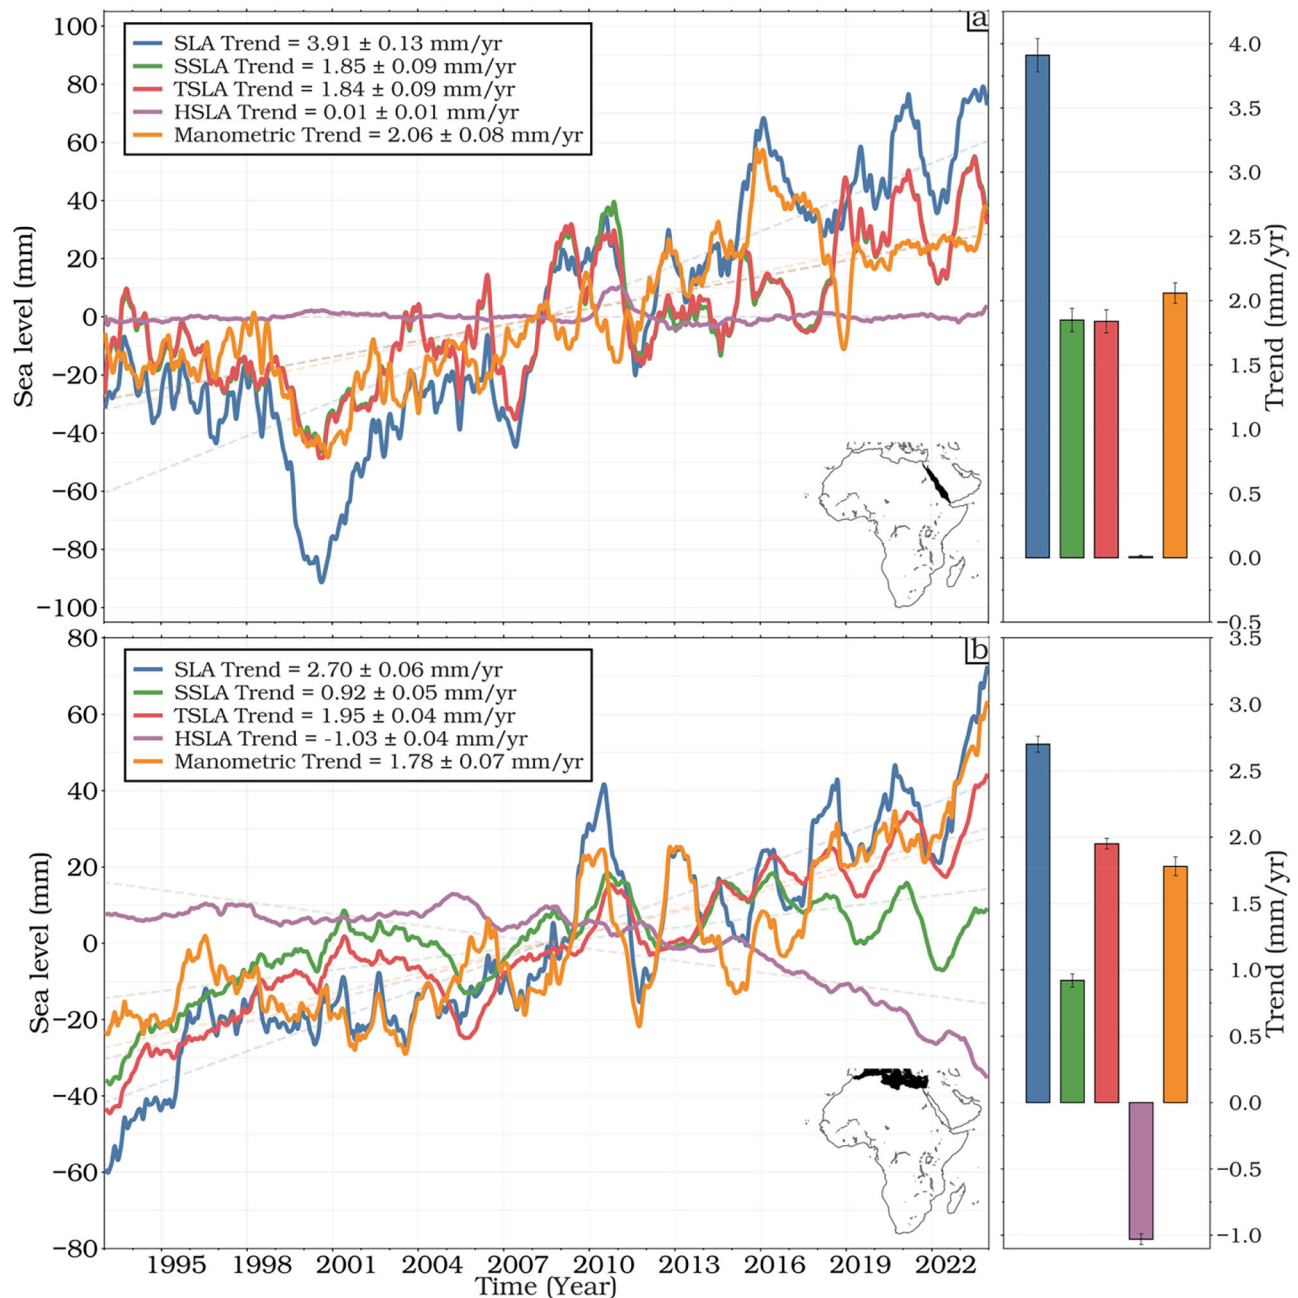 a
SLA Trend = 3.91 ± 0.13 mm/yr
SSLA Trend = 1.85 ± 0.09 mm/yr
TSLA Trend = 1.84 ± 0.09 mm/yr
HSLA Trend = 0.01 ± 0.01 mm/yr
Manometric Trend = 2.06 ± 0.08 mm/yr
Sea level (mm)
100
80
60
40
20
0
−20
−40
−60
−80
−100
4.0
3.5
3.0
2.5
2.0
1.5
1.0
0.5
0.0
−0.5
Trend (mm/yr)
b
SLA Trend = 2.70 ± 0.06 mm/yr
SSLA Trend = 0.92 ± 0.05 mm/yr
TSLA Trend = 1.95 ± 0.04 mm/yr
HSLA Trend = -1.03 ± 0.04 mm/yr
Manometric Trend = 1.78 ± 0.07 mm/yr
Sea level (mm)
80
60
40
20
0
−20
−40
−60
−80
3.5
3.0
2.5
2.0
1.5
1.0
0.5
0.0
−0.5
−1.0
Trend (mm/yr)
1995 1998 2001 2004 2007 2010 2013 2016 2019 2022
Time (Year)